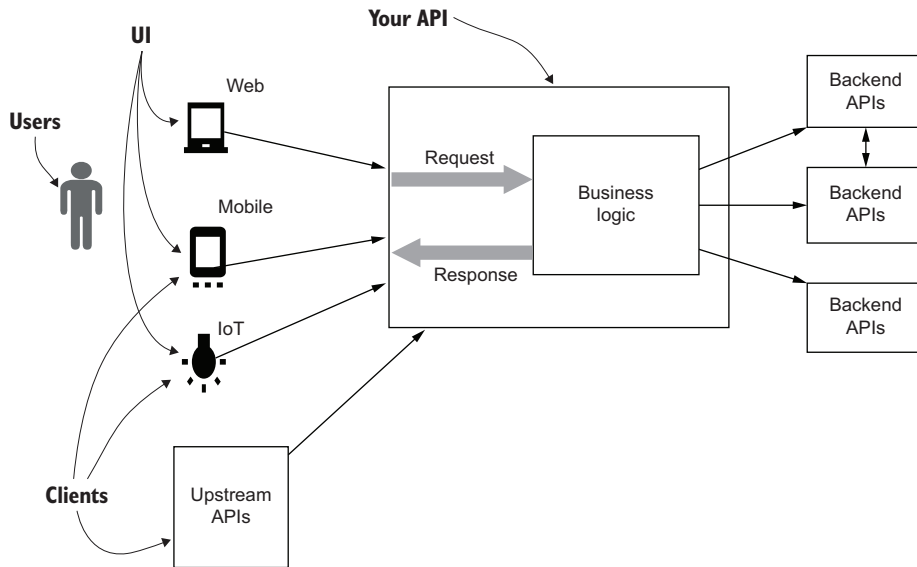 Your API
UI
Web
Users
Mobile
IoT
Clients
Upstream
APIs
Request
Response
Business
logic
Backend
APIs
Backend
APIs
Backend
APIs